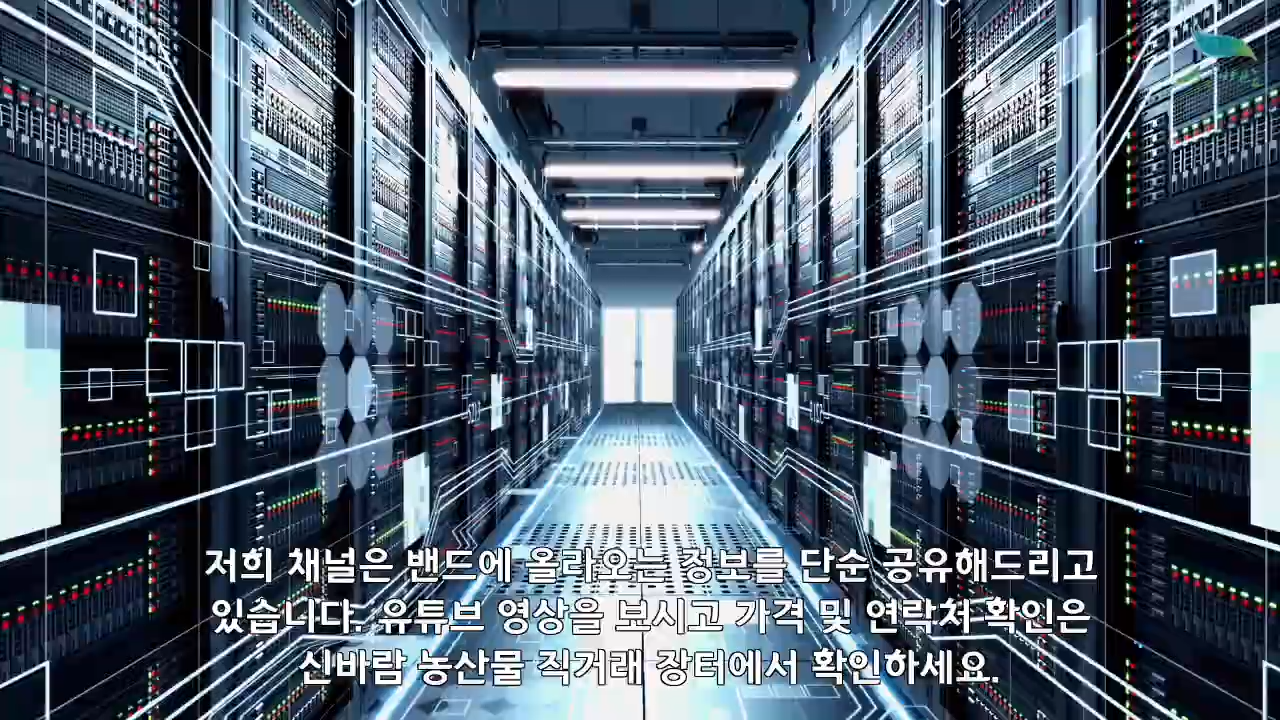 저희 채널은 밴드에 올라오는 정보를 단순 공유해드리고
있습니다. 유튜브 영상을 보시고 가격 및 연락처 확인은
신바람 농산물 직거래 장터에서 확인하세요.